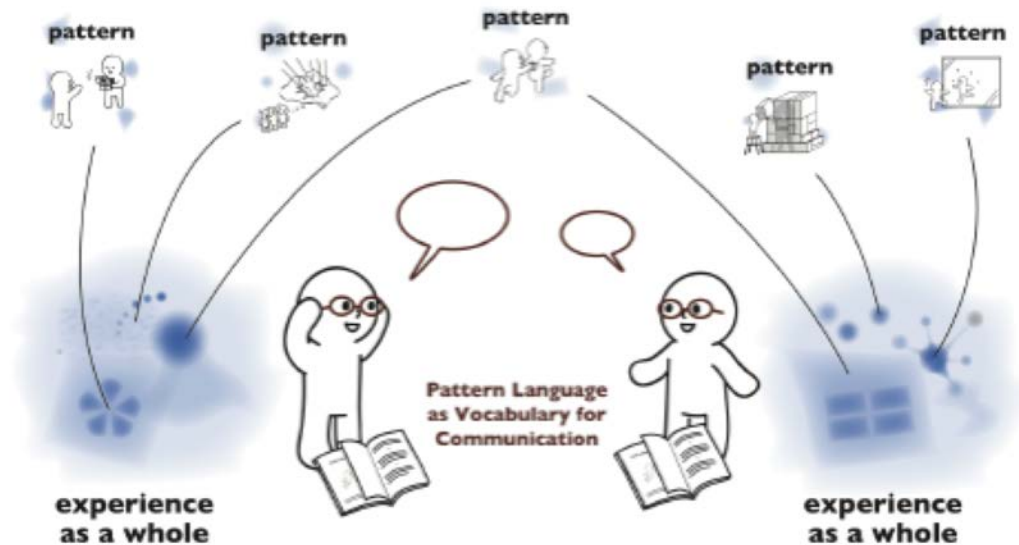 pattern
pattern
pattern
pattern
pattern
Pattern Language
as Vocabulary for
Communication
experience
as a whole
experience
as a whole